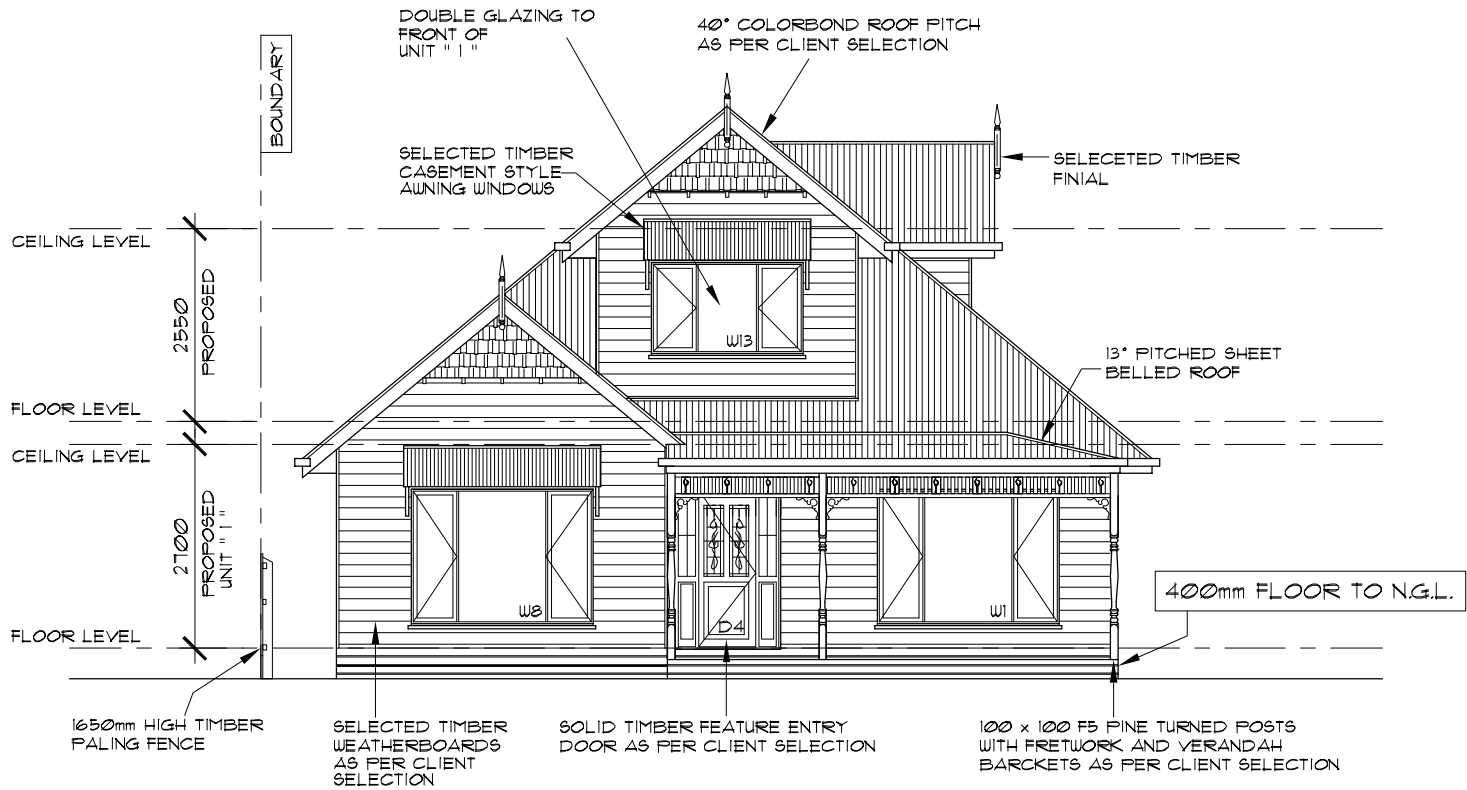 DOUBLE GLAZING TO
FRONT OF
UNIT " 1 "
40° COLORBOND ROOF PITCH
AS PER CLIENT SELECTION
BOUNDARY
SELECTED TIMBER
CASEMENT STYLE
AWNING WINDOWS
SELECETED TIMBER
FINIAL
CEILING LEVEL
2550
PROPOSED
W13
13° PITCHED SHEET
BELLED ROOF
FLOOR LEVEL
CEILING LEVEL
2700
PROPOSED
UNIT " 1 "
W8
D4
W1
400mm FLOOR TO N.G.L.
FLOOR LEVEL
1650mm HIGH TIMBER
PALING FENCE
SELECTED TIMBER
WEATHERBOARDS
AS PER CLIENT
SELECTION
SOLID TIMBER FEATURE ENTRY
DOOR AS PER CLIENT SELECTION
100 x 100 F5 PINE TURNED POSTS
WITH FRETWORK AND VERANDAH
BARCKETS AS PER CLIENT SELECTION